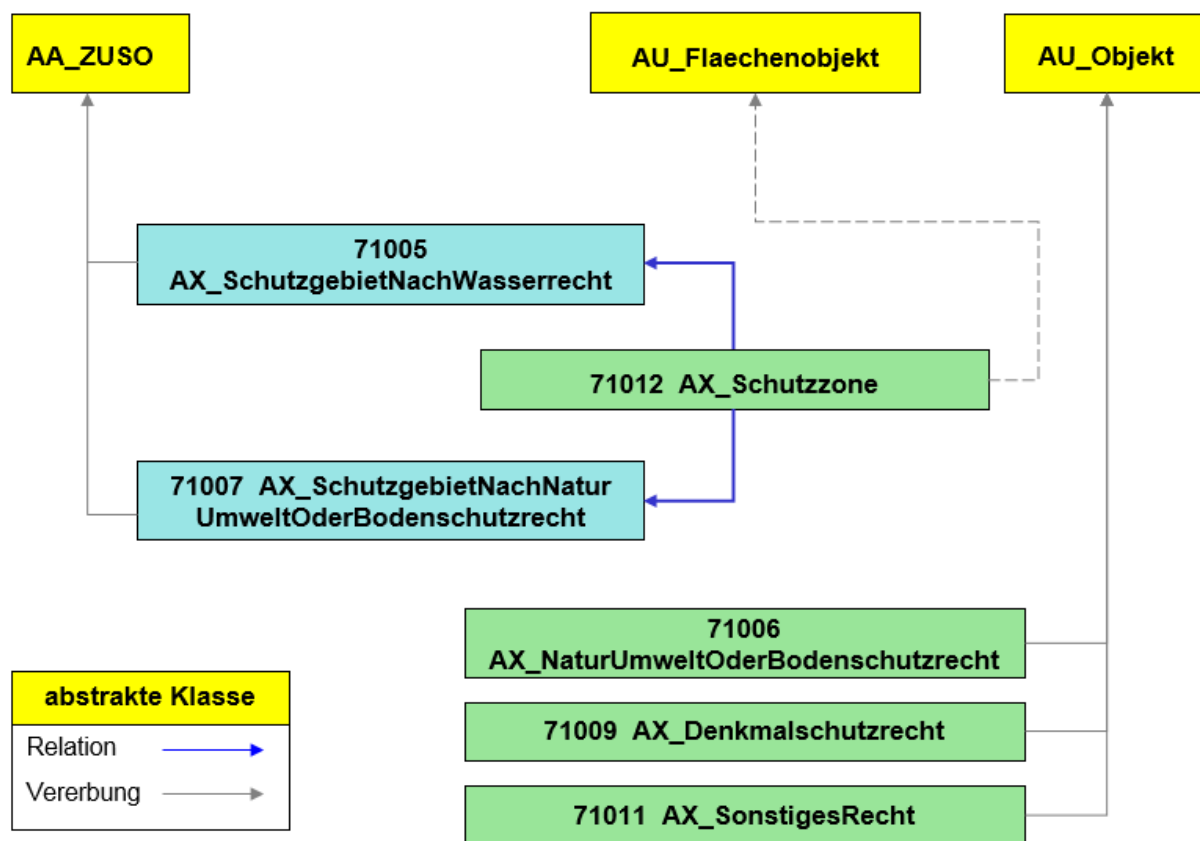 AA_ZUSO
AU_Flaechenobjekt
AU_Objekt
71005
AX_SchutzgebietNachWasserrecht
71012 AX_Schutzzone
71007 AX_SchutzgebietNachNatur
UmweltOderBodenschutzrecht
71006
AX_NaturUmweltOderBodenschutzrecht
71009 AX_Denkmalschutzrecht
71011 AX_SonstigesRecht
abstrakte Klasse
Relation
Vererbung